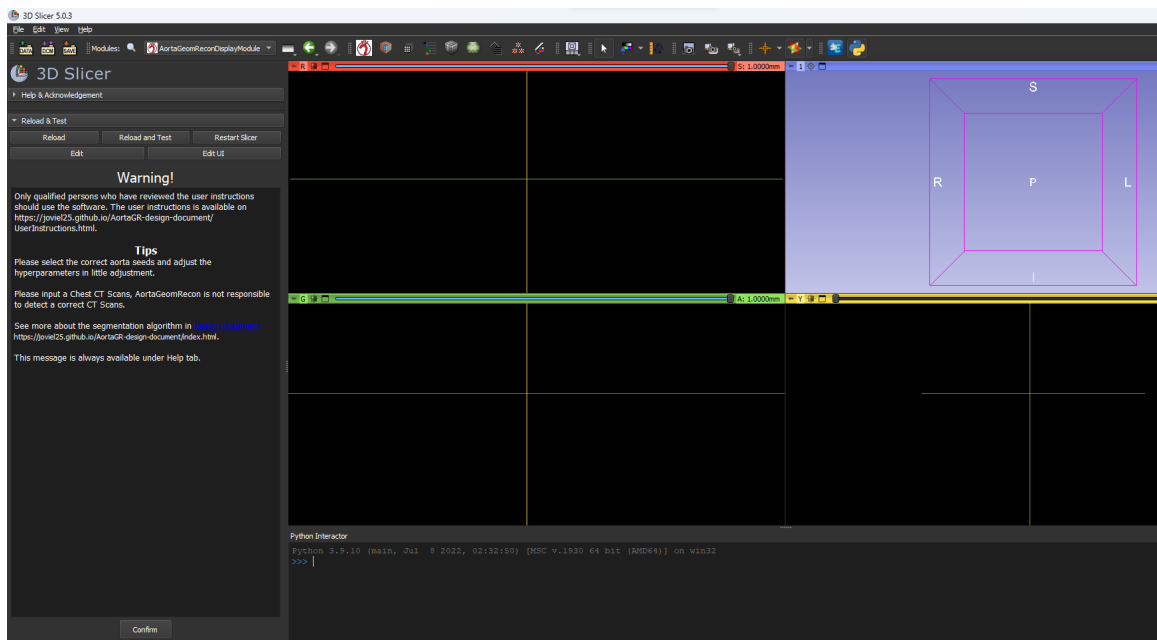 3D Slicer 5.0.3
File Edit View Help
DATA DCM SAVE Modules: AortaGeomReconDisplayModule
3D Slicer
Help & Acknowledgement
Reload & Test
Reload Reload and Test Restart Slicer
Edit Edit UI
Warning!
Only qualified persons who have reviewed the user instructions
should use the software. The user instructions is available on
https://joviel25.github.io/AortaGR-design-document/
UserInstructions.html.
Tips
Please select the correct aorta seeds and adjust the
hyperparameters in little adjustment.
Please input a Chest CT Scans, AortaGeomRecon is not responsible
to detect a correct CT Scans.
See more about the segmentation algorithm in
https://joviel25.github.io/AortaGR-design-document/index.html.
This message is always available under Help tab.
Confirm
R S: 1.0000mm
1
S
R P L
I
G A: 1.0000mm
Y
Python Interactor
Python 3.9.10 (main, Jul 8 2022, 02:32:50) [MSC v.1930 64 bit (AMD64)] on win32
>>>